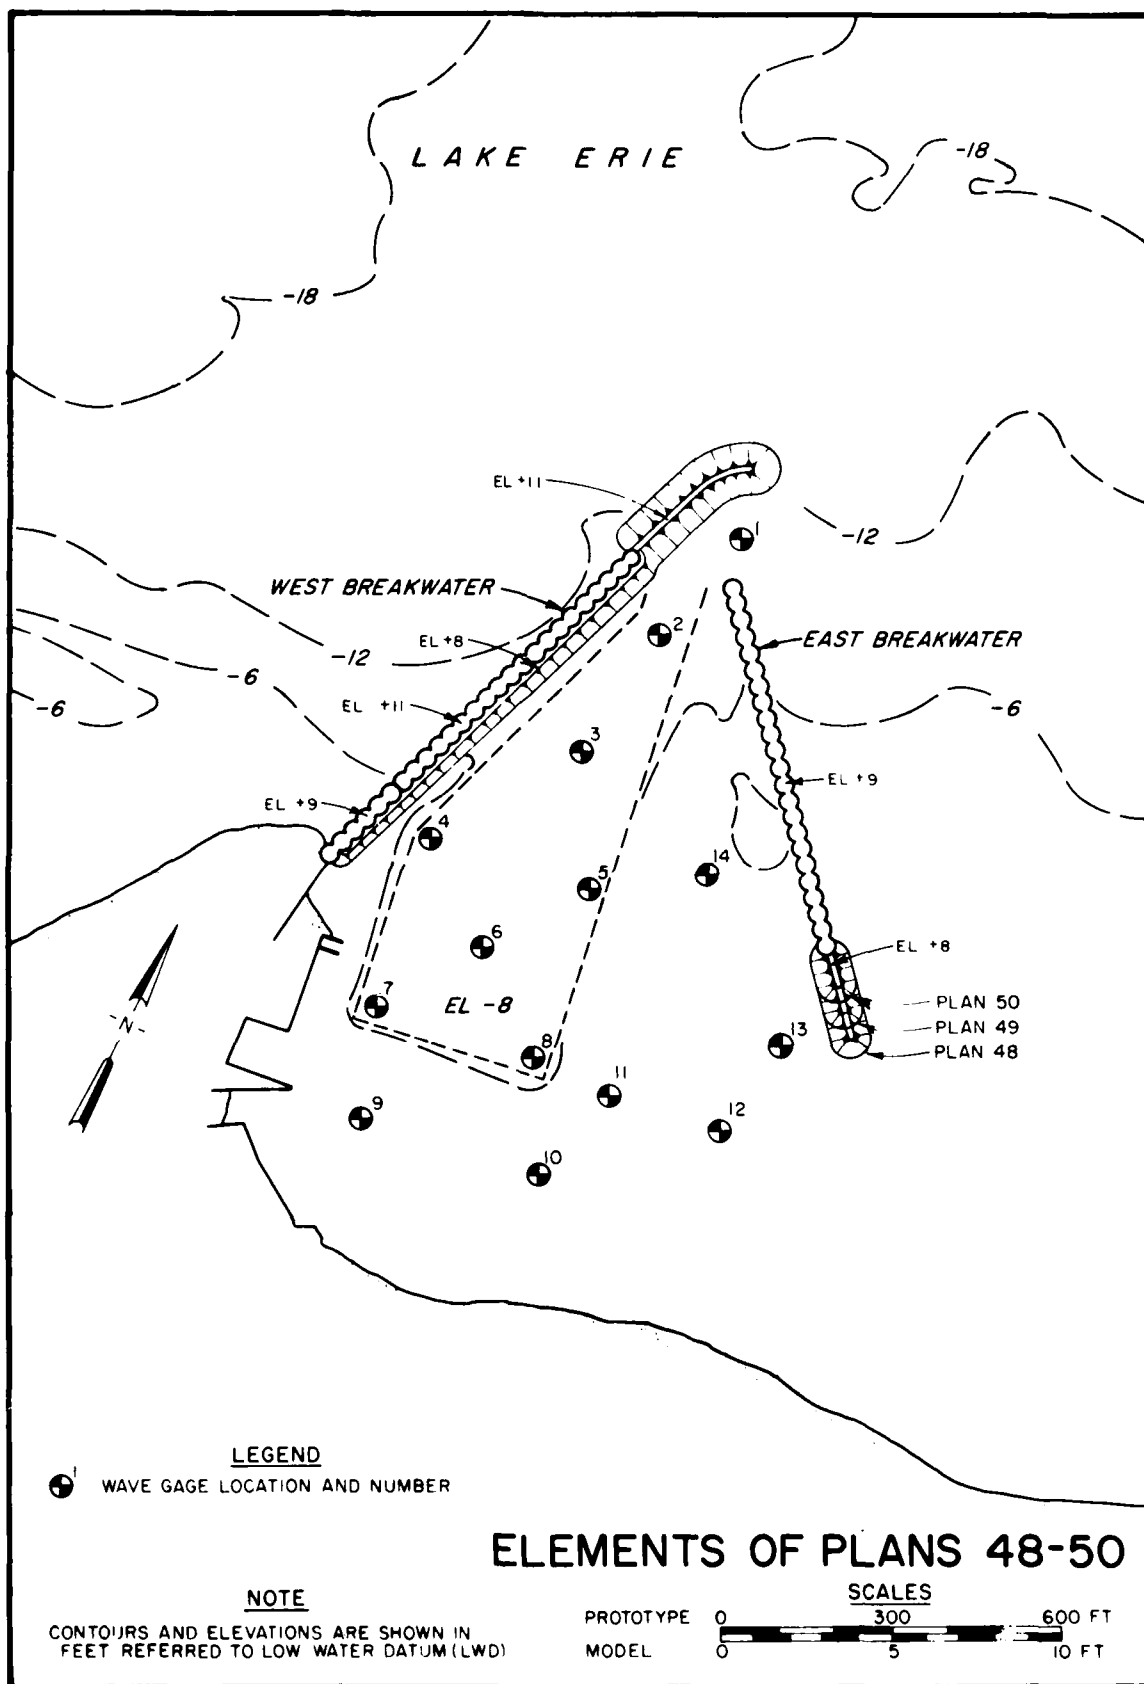 LAKE ERIE
-18
-18
EL +11
1
-12
WEST BREAKWATER
2
EAST BREAKWATER
EL +8
-12
-6
-6
EL +11
-6
3
EL +9
EL +9
4
14
5
6
EL +8
7
EL -8
PLAN 50
-N-
PLAN 49
13
8
PLAN 48
11
9
12
10
LEGEND
1
WAVE GAGE LOCATION AND NUMBER
ELEMENTS OF PLANS 48-50
NOTE
CONTOURS AND ELEVATIONS ARE SHOWN IN
FEET REFERRED TO LOW WATER DATUM (LWD)
SCALES
PROTOTYPE 0 300 600 FT
MODEL 0 5 10 FT